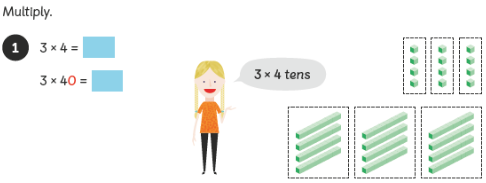 Multiply.
1
3 × 4 =
3 × 40 =
3 × 4 tens